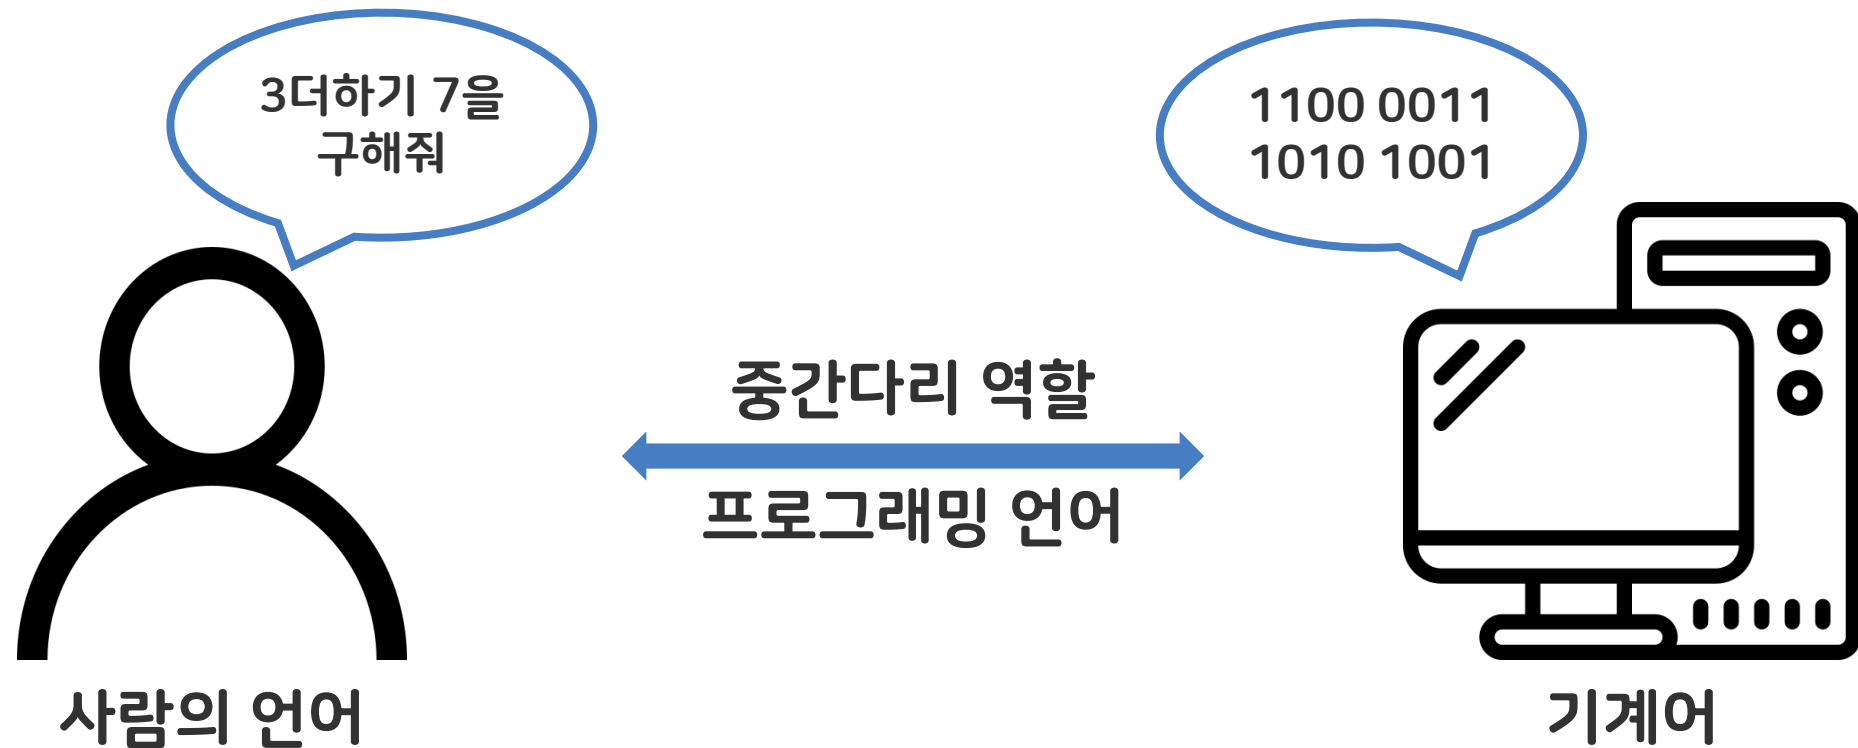 3더하기 7을
구해줘
1100 0011
1010 1001
중간다리 역할
프로그래밍 언어
사람의 언어
기계어